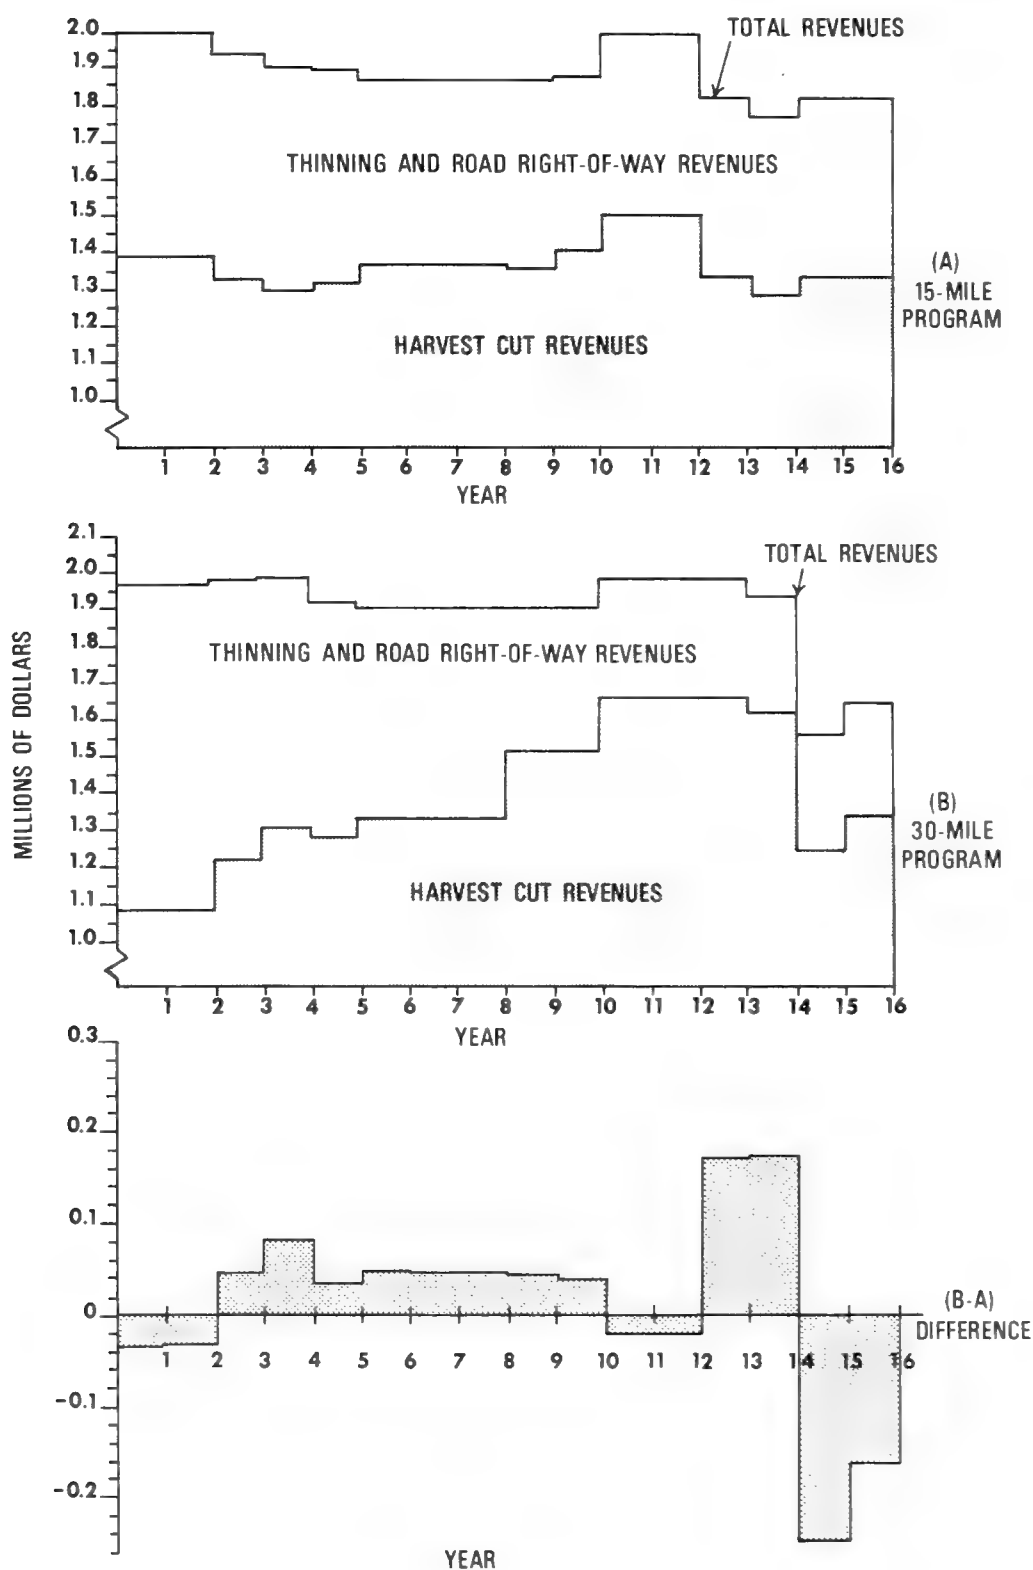 2.0
1.9
1.8
1.7
1.6
1.5
1.4
1.3
1.2
1.1
1.0
TOTAL REVENUES
THINNING AND ROAD RIGHT-OF-WAY REVENUES
HARVEST CUT REVENUES
(A)
15-MILE
PROGRAM
1 2 3 4 5 6 7 8 9 10 11 12 13 14 15 16
YEAR
MILLIONS OF DOLLARS
2.1
2.0
1.9
1.8
1.7
1.6
1.5
1.4
1.3
1.2
1.1
1.0
TOTAL REVENUES
THINNING AND ROAD RIGHT-OF-WAY REVENUES
HARVEST CUT REVENUES
(B)
30-MILE
PROGRAM
1 2 3 4 5 6 7 8 9 10 11 12 13 14 15 16
YEAR
0.3
0.2
0.1
0
-0.1
-0.2
(B-A)
DIFFERENCE
1 2 3 4 5 6 7 8 9 10 11 12 13 14 15 16
YEAR